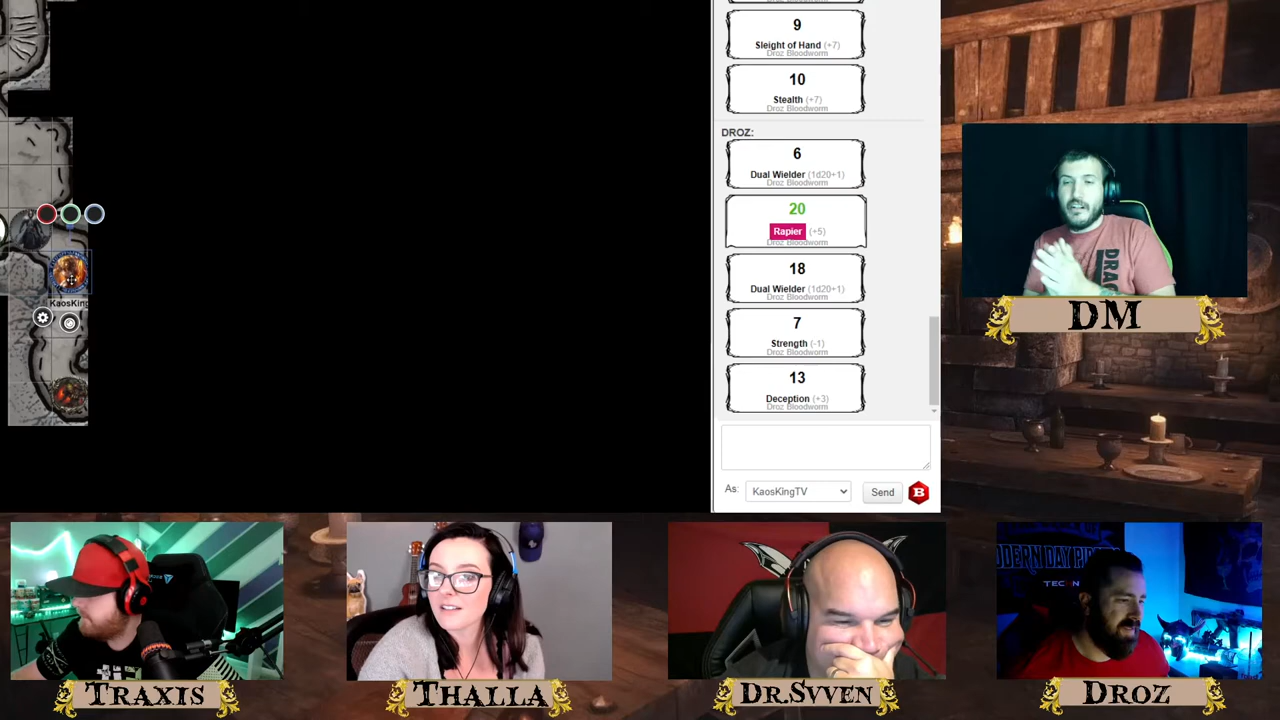 9
Sleight of Hand (+7)
Droz Bloodworm
10
Stealth (+7)
Droz Bloodworm
DROZ:
6
Dual Wielder (1d20+1)
Droz Bloodworm
20
Rapier (+5)
Droz Bloodworm
18
Dual Wielder (1d20+1)
Droz Bloodworm
7
Strength (-1)
Droz Bloodworm
13
Deception (+3)
Droz Bloodworm
As: KaosKingTV Send B
KaosKing
DM
TRAXIS
THALLA
DR.SVVEN
DROZ